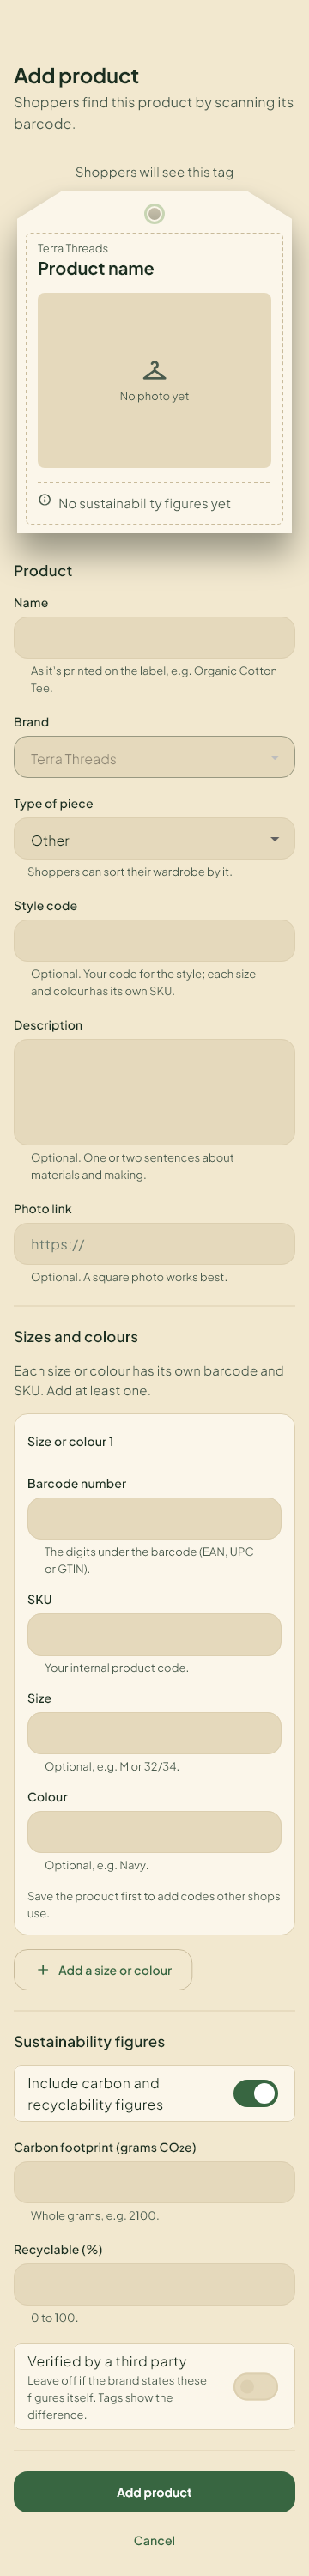 Add product
Shoppers find this product by scanning its
barcode.
Shoppers will see this tag
Terra Threads
Product name
No photo yet
No sustainability figures yet
Product
Name
As it's printed on the label, e.g. Organic Cotton
Tee.
Brand
Terra Threads
Type of piece
Other
Shoppers can sort their wardrobe by it.
Style code
Optional. Your code for the style; each size
and colour has its own SKU.
Description
Optional. One or two sentences about
materials and making.
Photo link
https://
Optional. A square photo works best.
Sizes and colours
Each size or colour has its own barcode and
SKU. Add at least one.
Size or colour 1
Barcode number
The digits under the barcode (EAN, UPC
or GTIN).
SKU
Your internal product code.
Size
Optional, e.g. M or 32/34.
Colour
Optional, e.g. Navy.
Save the product first to add codes other shops
use.
Add a size or colour
Sustainability figures
Include carbon and
recyclability figures
Carbon footprint (grams CO₂e)
Whole grams, e.g. 2100.
Recyclable (%)
0 to 100.
Verified by a third party
Leave off if the brand states these
figures itself. Tags show the
difference.
Add product
Cancel